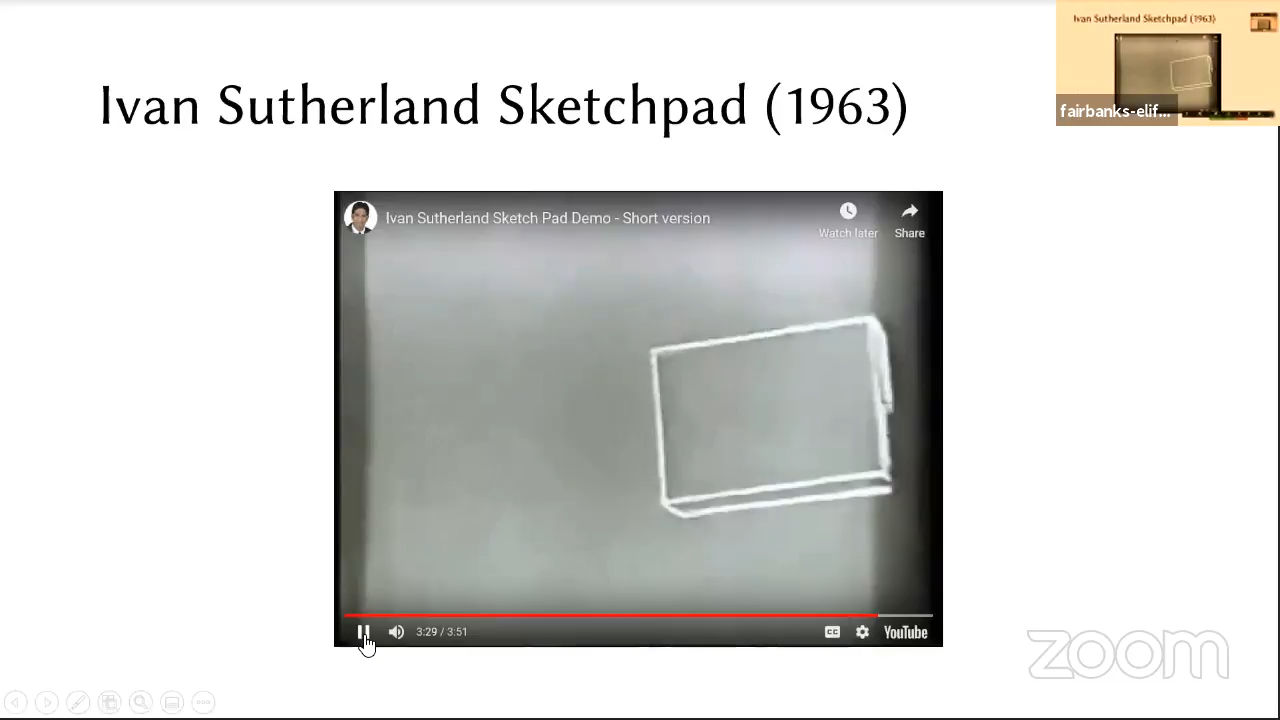 Ivan Sutherland Sketchpad (1963)
Ivan Sutherland Sketchpad (1963)
fairbanks-elif...
Ivan Sutherland Sketch Pad Demo - Short version
Watch later
Share
3:29 / 3:51
CC
YouTube
zoom